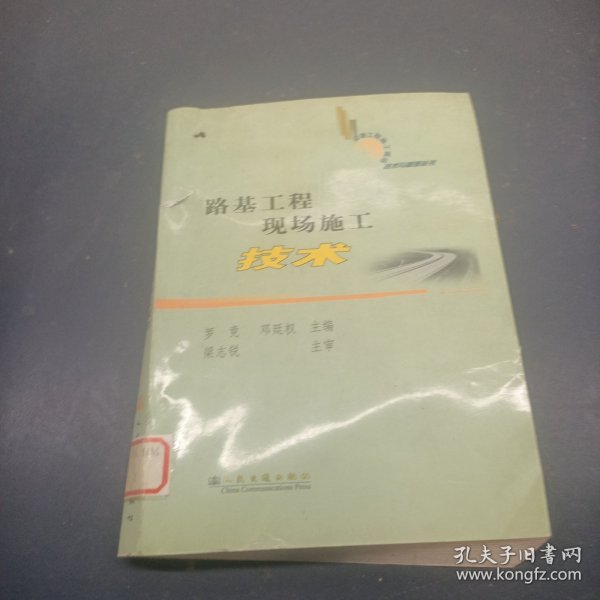 路基工程
现场施工
技术
罗竞 邓廷权 主编
梁志锐 主审
人民交通出版社
China Communications Press
孔夫子旧书网
www.kongfz.com